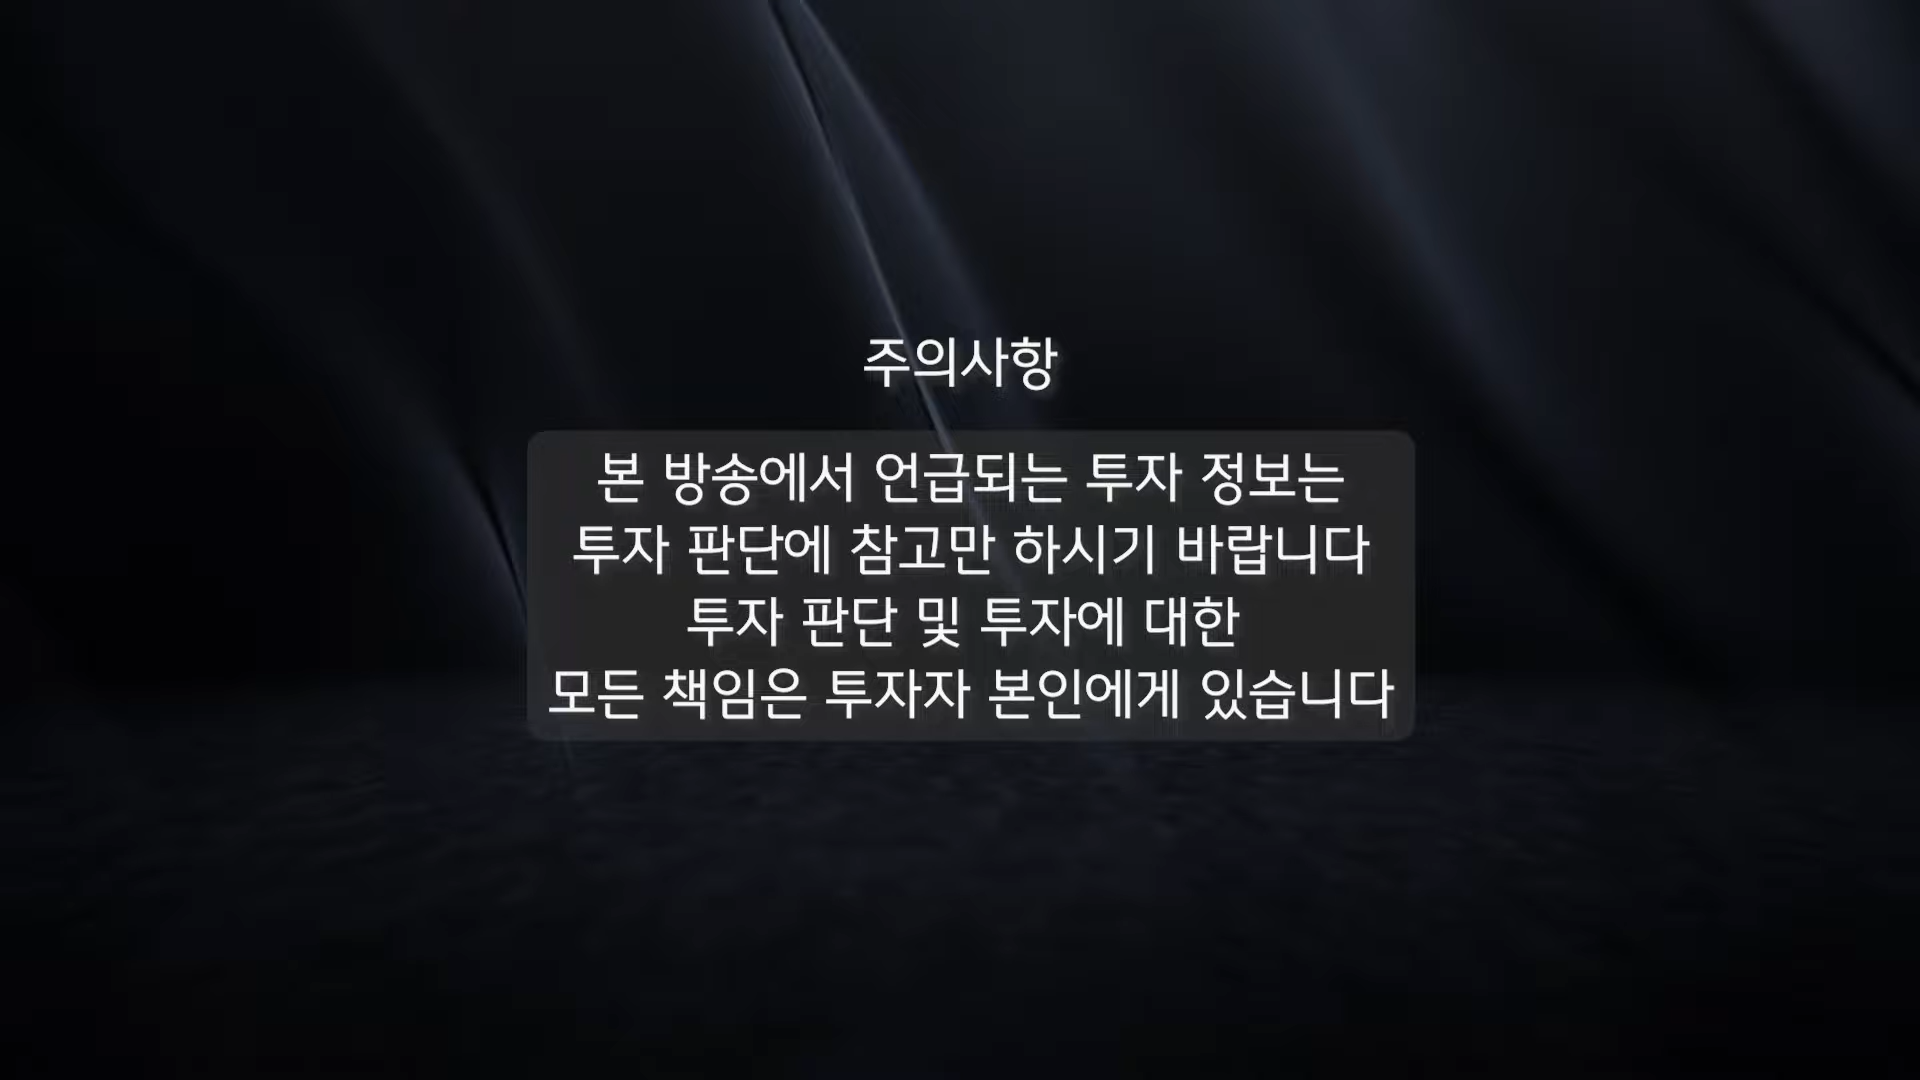 주의사항
본 방송에서 언급되는 투자 정보는
투자 판단에 참고만 하시기 바랍니다
투자 판단 및 투자에 대한
모든 책임은 투자자 본인에게 있습니다